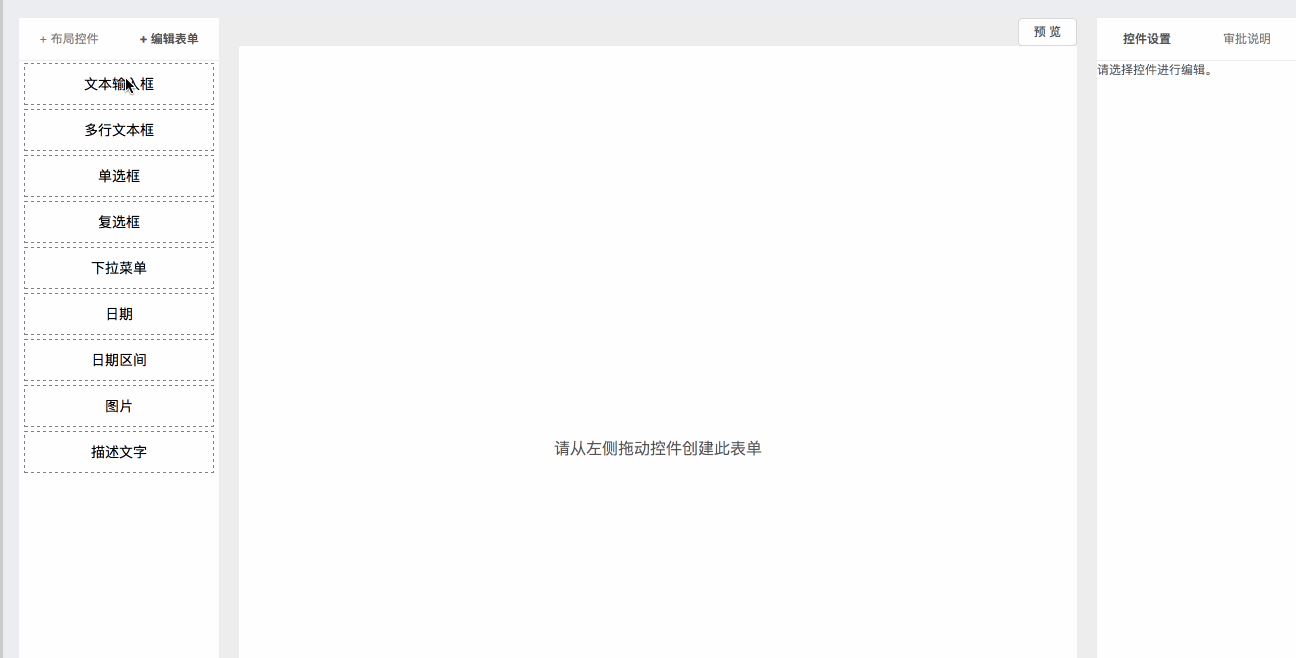 + 布局控件 + 编辑表单
文本输入框
多行文本框
单选框
复选框
下拉菜单
日期
日期区间
图片
描述文字
预 览
请从左侧拖动控件创建此表单
控件设置 审批说明
请选择控件进行编辑。